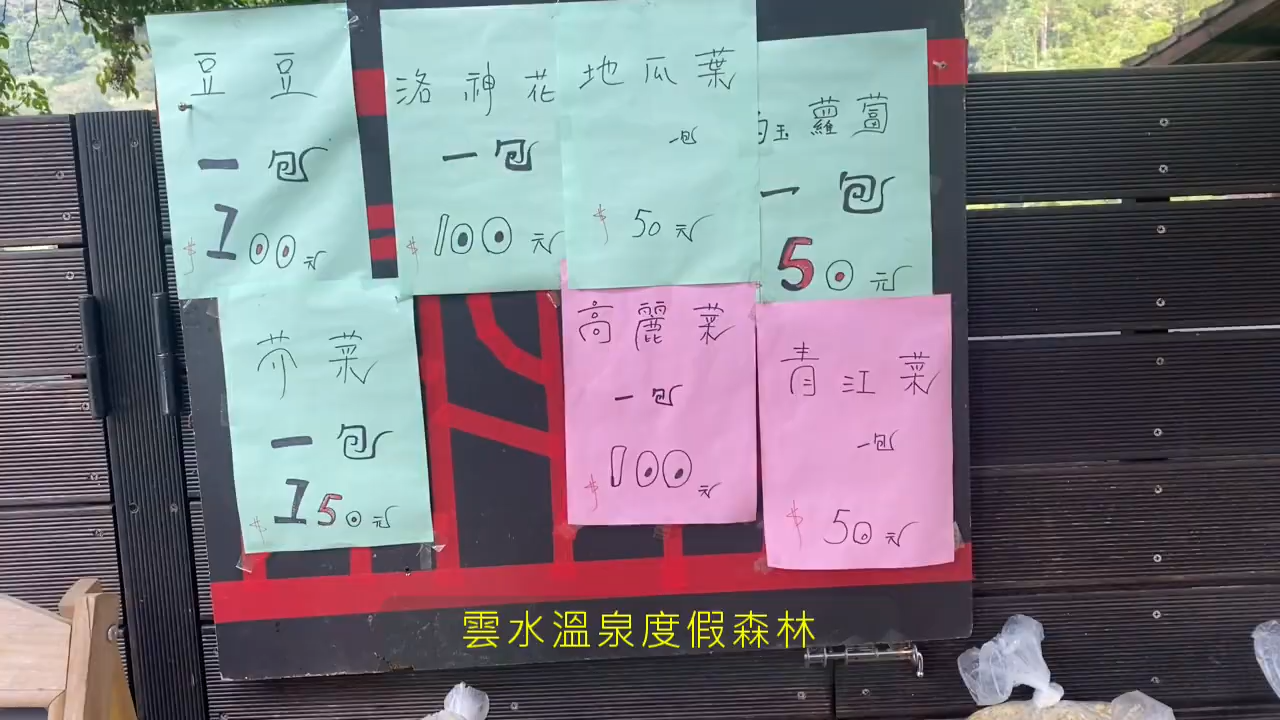 豆豆
一包
$100元
洛神花
一包
$100元
地瓜葉
一包
$50元
玉蘿蔔
一包
50元
芥菜
一包
$150元
高麗菜
一包
$100元
青江菜
一包
$50元
雲水溫泉度假森林